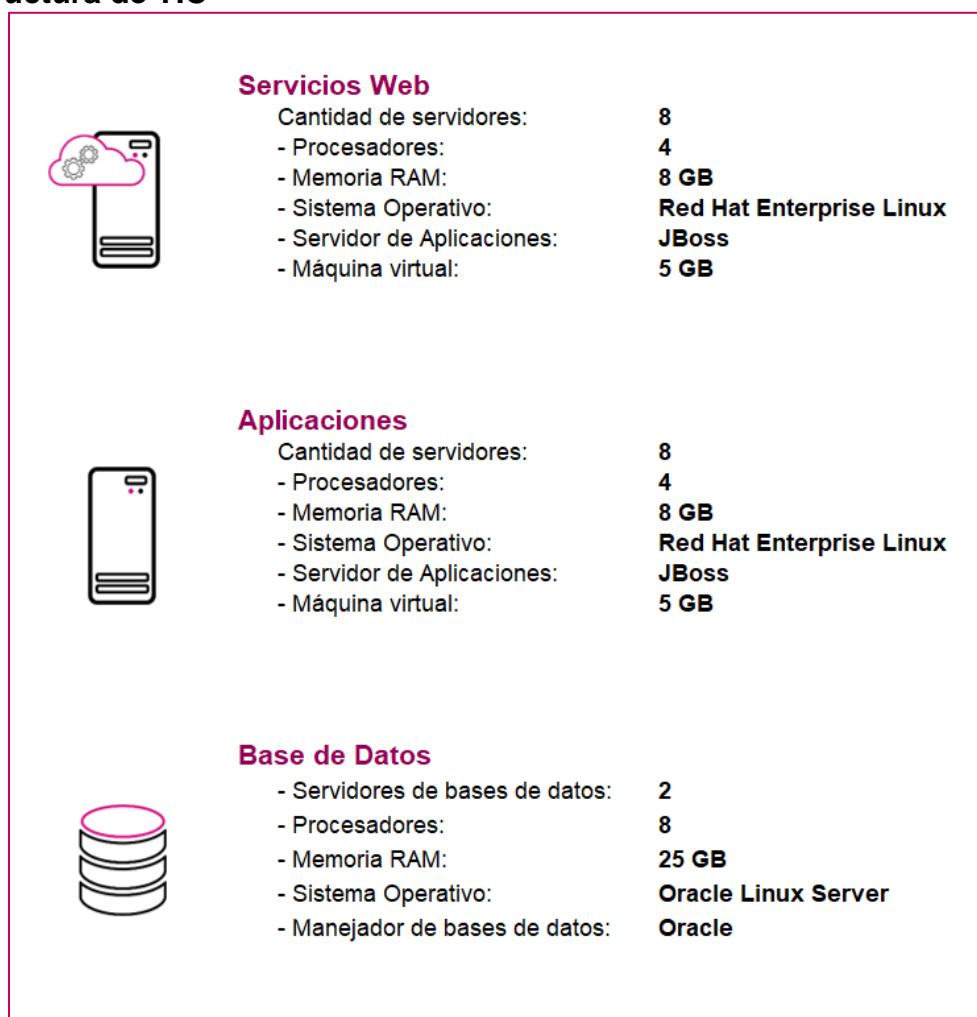 Servicios Web
Cantidad de servidores: 8
- Procesadores: 4
- Memoria RAM: 8 GB
- Sistema Operativo: Red Hat Enterprise Linux
- Servidor de Aplicaciones: JBoss
- Máquina virtual: 5 GB
Aplicaciones
Cantidad de servidores: 8
- Procesadores: 4
- Memoria RAM: 8 GB
- Sistema Operativo: Red Hat Enterprise Linux
- Servidor de Aplicaciones: JBoss
- Máquina virtual: 5 GB
Base de Datos
- Servidores de bases de datos: 2
- Procesadores: 8
- Memoria RAM: 25 GB
- Sistema Operativo: Oracle Linux Server
- Manejador de bases de datos: Oracle